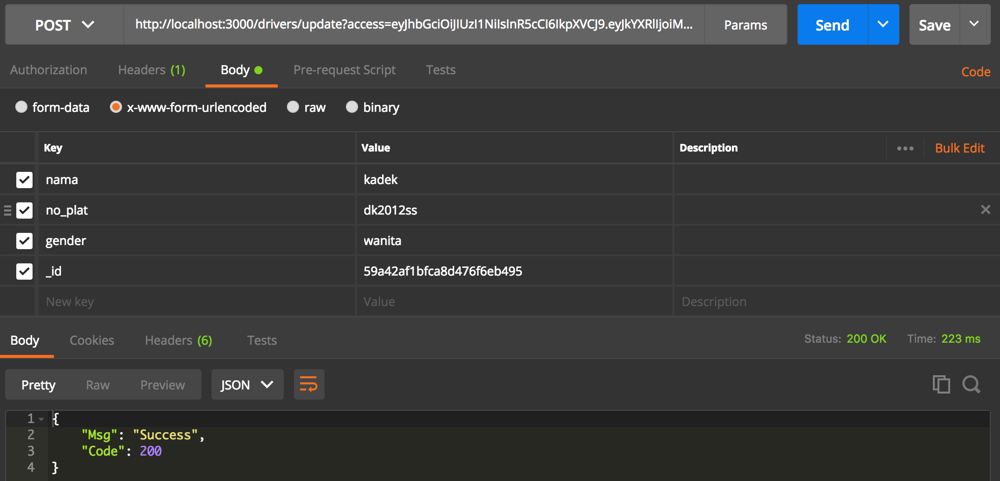 POST http://localhost:3000/drivers/update?access=eyJhbGciOiJIUzI1NiIsInR5cCI6IkpXVCJ9.eyJkYXRlIjoiM... Params Send Save
Authorization Headers (1) Body Pre-request Script Tests Code
form-data x-www-form-urlencoded raw binary
Key Value Description Bulk Edit
nama kadek
no_plat dk2012ss
gender wanita
_id 59a42af1bfca8d476f6eb495
New key Value Description
Body Cookies Headers (6) Tests Status: 200 OK Time: 223 ms
Pretty Raw Preview JSON
1 {
2 "Msg": "Success",
3 "Code": 200
4 }